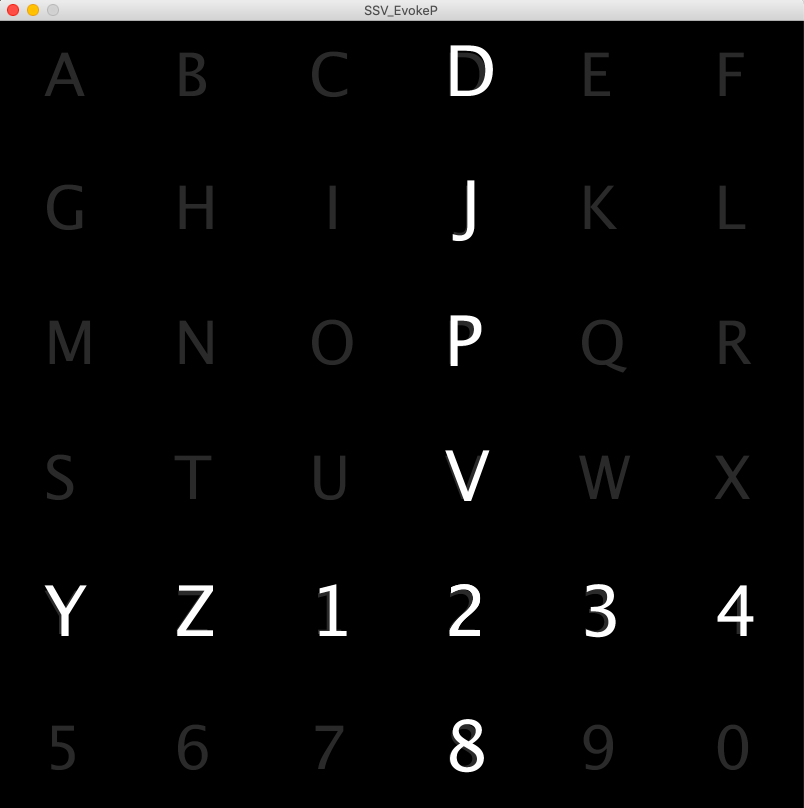 SSV_EvokeP
A B C D E F
G H I J K L
M N O P Q R
S T U V W X
Y Z 1 2 3 4
5 6 7 8 9 0